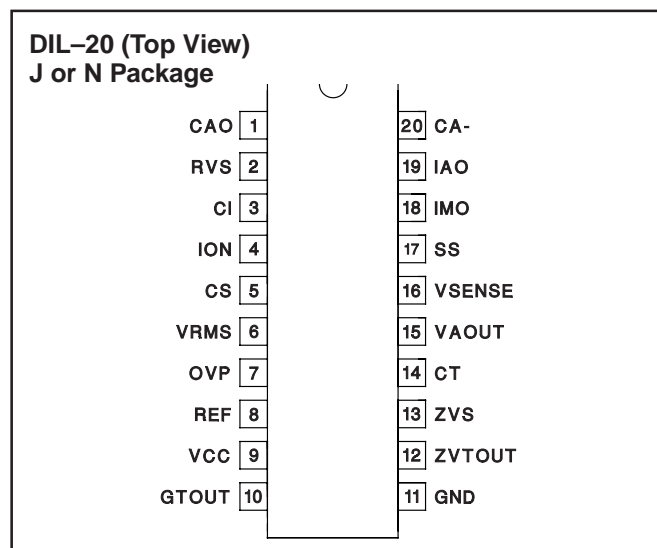 DIL–20 (Top View)
J or N Package
CAO 1
RVS 2
CI 3
ION 4
CS 5
VRMS 6
OVP 7
REF 8
VCC 9
GTOUT 10
20 CA-
19 IAO
18 IMO
17 SS
16 VSENSE
15 VAOUT
14 CT
13 ZVS
12 ZVTOUT
11 GND